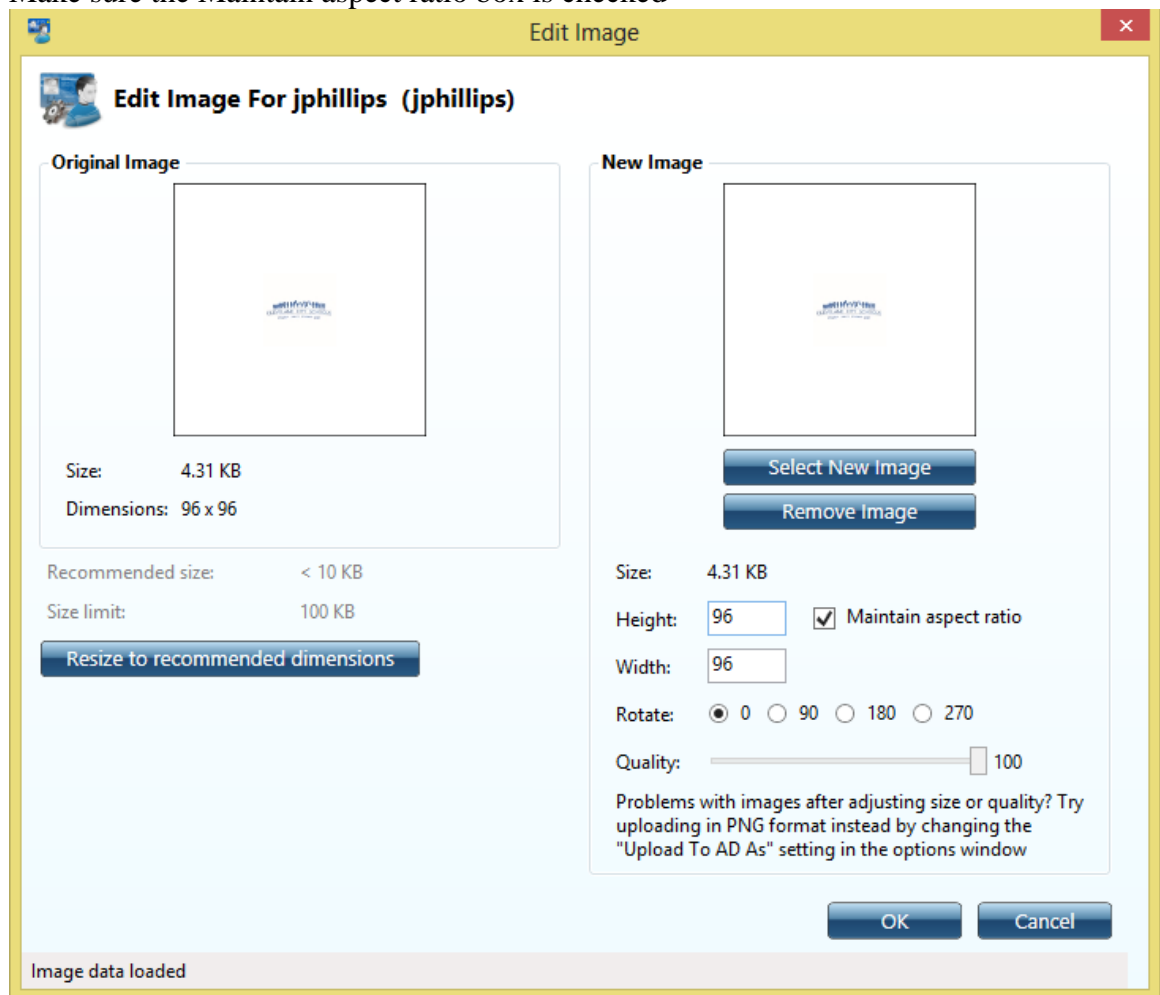 Make sure the Maintain aspect ratio box is checked
Edit Image
Edit Image For jphillips (jphillips)
Original Image
Size: 4.31 KB
Dimensions: 96 x 96
Recommended size: < 10 KB
Size limit: 100 KB
Resize to recommended dimensions
New Image
Select New Image
Remove Image
Size: 4.31 KB
Height: 96 Maintain aspect ratio
Width: 96
Rotate: 0 90 180 270
Quality: 100
Problems with images after adjusting size or quality? Try
uploading in PNG format instead by changing the
"Upload To AD As" setting in the options window
OK Cancel
Image data loaded